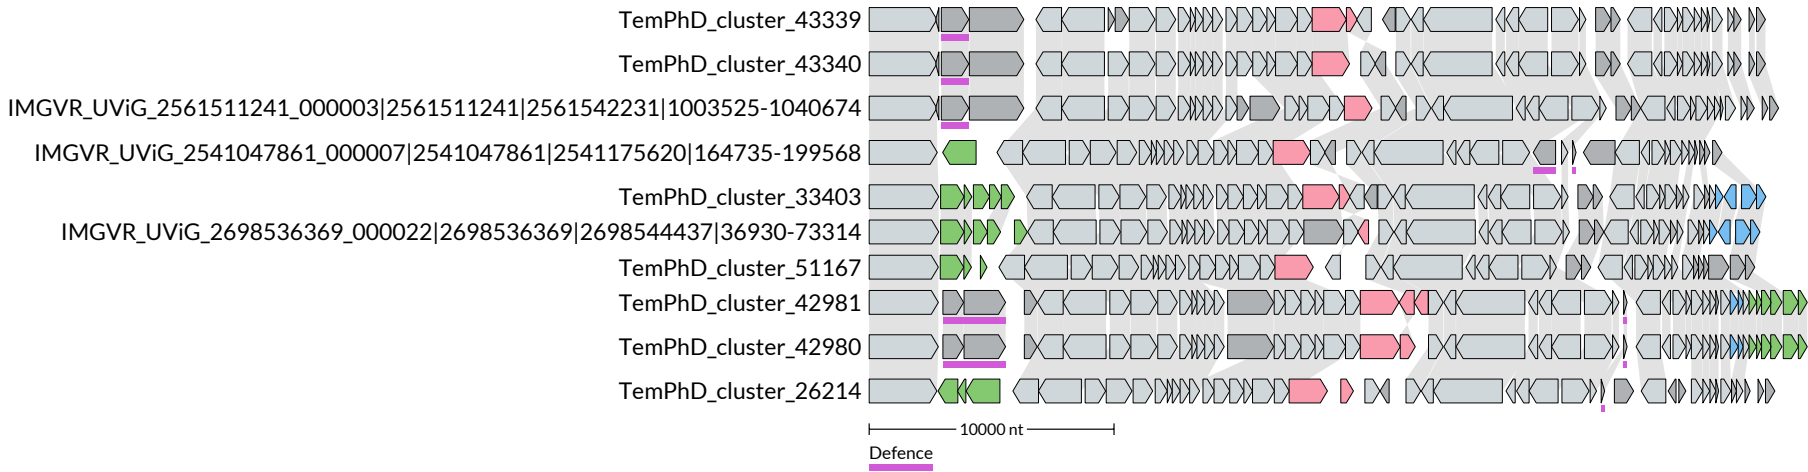 TemPhD_cluster_43339
TemPhD_cluster_43340
IMGVR_UViG_2561511241_000003|2561511241|2561542231|1003525-1040674
IMGVR_UViG_2541047861_000007|2541047861|2541175620|164735-199568
TemPhD_cluster_33403
IMGVR_UViG_2698536369_000022|2698536369|2698544437|36930-73314
TemPhD_cluster_51167
TemPhD_cluster_42981
TemPhD_cluster_42980
TemPhD_cluster_26214
10000 nt
Defence